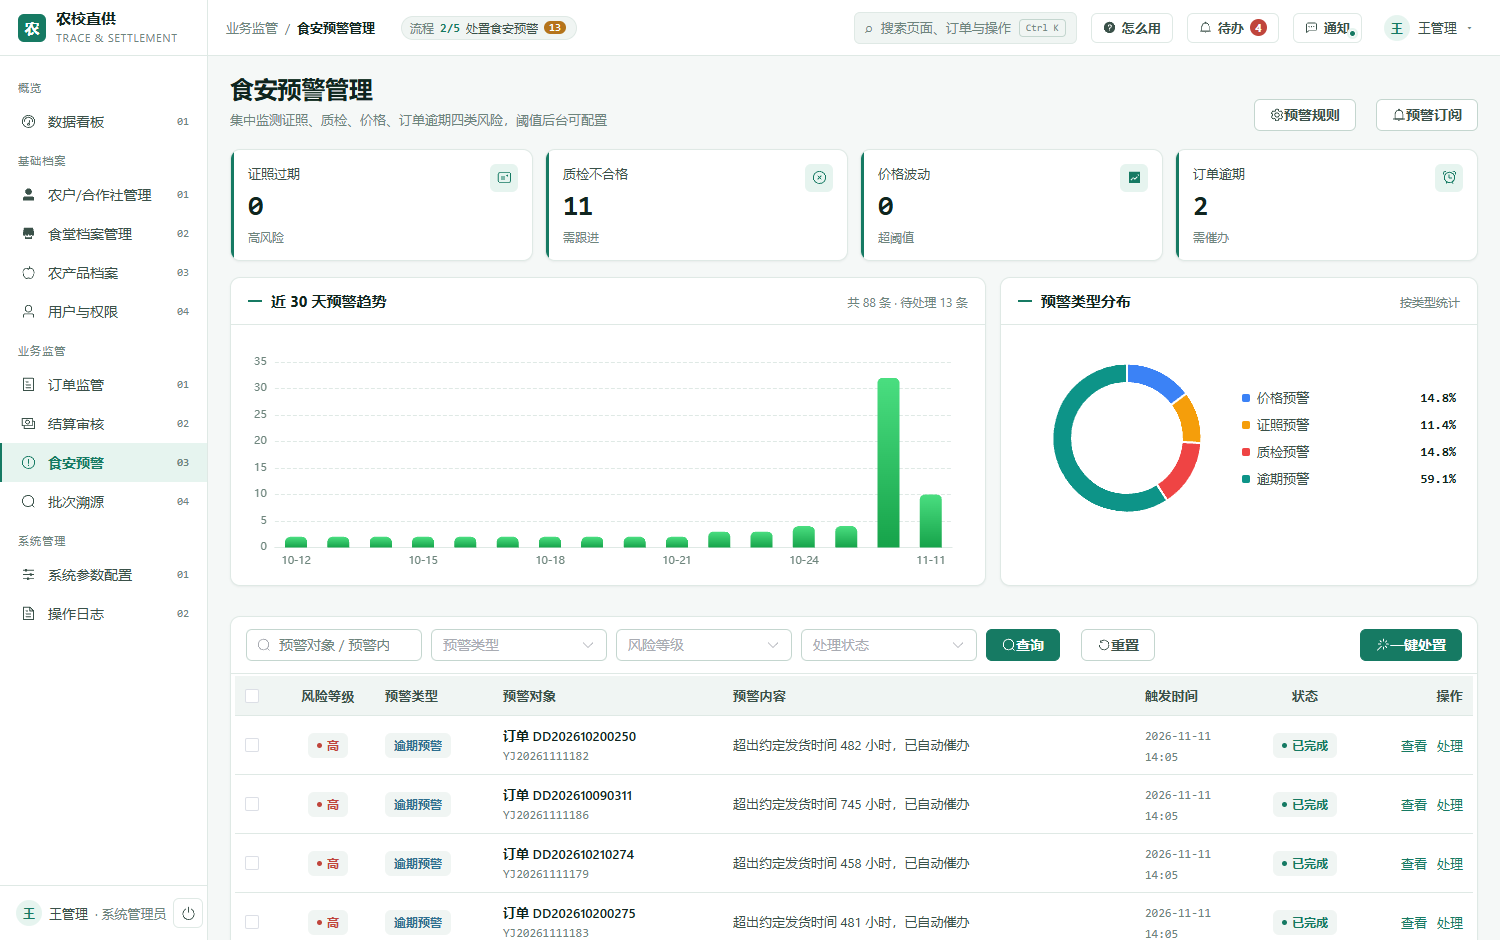 农
农校直供
TRACE & SETTLEMENT
业务监管 / 食安预警管理
流程 2/5 处置食安预警 13
搜索页面、订单与操作 Ctrl K
怎么用
待办 4
通知
王 王管理
概览
数据看板 01
基础档案
农户/合作社管理 01
食堂档案管理 02
农产品档案 03
用户与权限 04
业务监管
订单监管 01
结算审核 02
食安预警 03
批次溯源 04
系统管理
系统参数配置 01
操作日志 02
王 王管理 · 系统管理员
食安预警管理
集中监测证照、质检、价格、订单逾期四类风险，阈值后台可配置
预警规则
预警订阅
证照过期
0
高风险
质检不合格
11
需跟进
价格波动
0
超阈值
订单逾期
2
需催办
近 30 天预警趋势
共 88 条 · 待处理 13 条
35
30
25
20
15
10
5
0
10-12 10-15 10-18 10-21 10-24 11-11
预警类型分布
按类型统计
价格预警 14.8%
证照预警 11.4%
质检预警 14.8%
逾期预警 59.1%
预警对象 / 预警内
预警类型
风险等级
处理状态
查询
重置
一键处置
风险等级 预警类型 预警对象 预警内容 触发时间 状态 操作
高 逾期预警 订单 DD202610200250 超出约定发货时间 482 小时，已自动催办 2026-11-11 已完成 查看 处理
YJ20261111182 14:05
高 逾期预警 订单 DD202610090311 超出约定发货时间 745 小时，已自动催办 2026-11-11 已完成 查看 处理
YJ20261111186 14:05
高 逾期预警 订单 DD202610210274 超出约定发货时间 458 小时，已自动催办 2026-11-11 已完成 查看 处理
YJ20261111179 14:05
高 逾期预警 订单 DD202610200275 超出约定发货时间 481 小时，已自动催办 2026-11-11 已完成 查看 处理
YJ20261111183 14:05